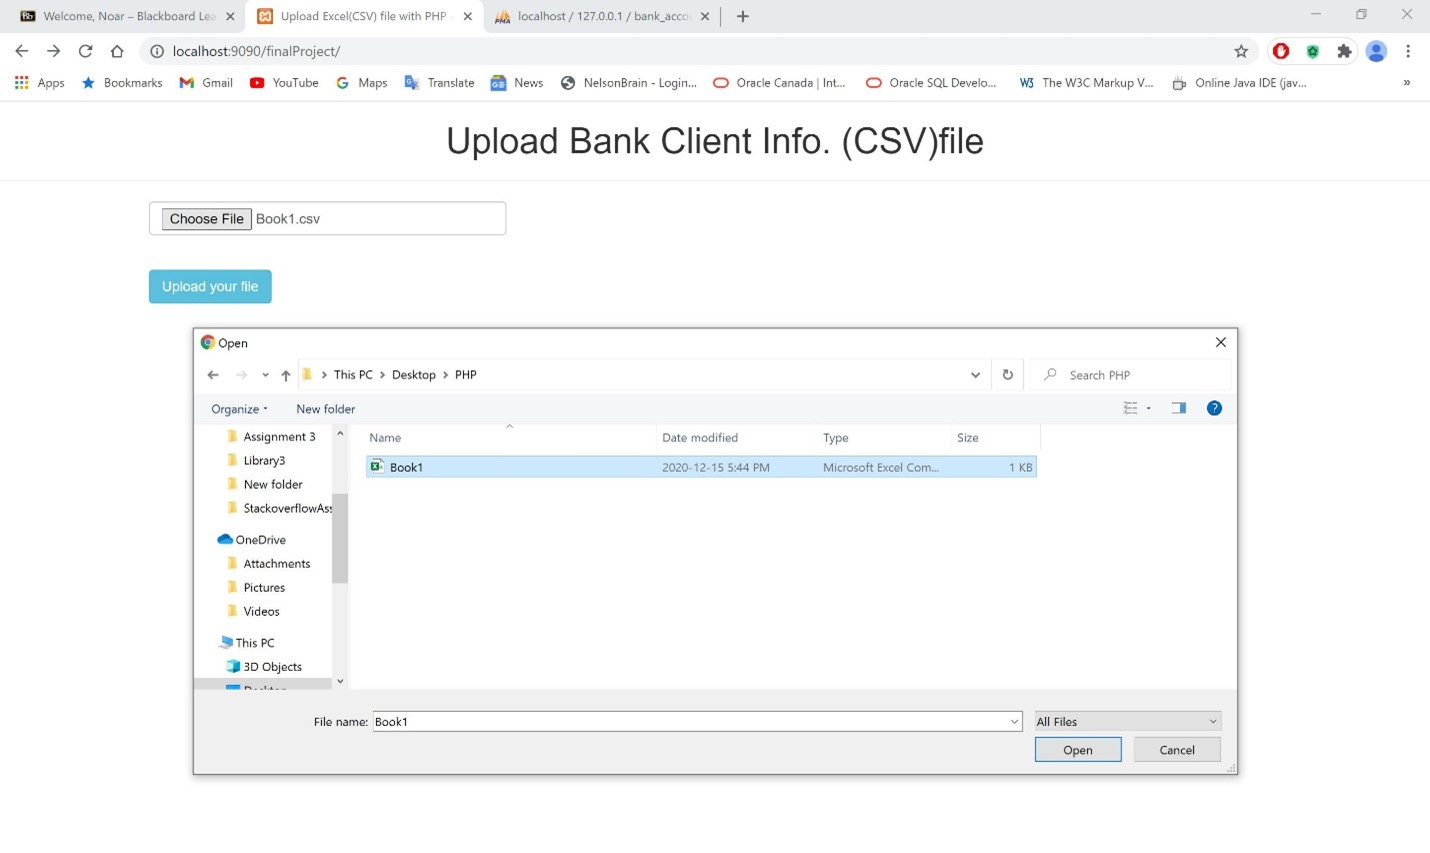 Welcome, Noar – Blackboard Lea
Upload Excel(CSV) file with PHP -
localhost / 127.0.0.1 / bank_acco
localhost:9090/finalProject/
Apps Bookmarks Gmail YouTube Maps Translate News NelsonBrain - Login... Oracle Canada | Int... Oracle SQL Develo... The W3C Markup V... Online Java IDE (jav... »
Upload Bank Client Info. (CSV)file
Choose File Book1.csv
Upload your file
Open
This PC > Desktop > PHP
Search PHP
Organize New folder
Name Date modified Type Size
Book1 2020-12-15 5:44 PM Microsoft Excel Com... 1 KB
Assignment 3
Library3
New folder
StackoverflowAss
OneDrive
Attachments
Pictures
Videos
This PC
3D Objects
Desktop
File name: Book1
All Files
Open Cancel